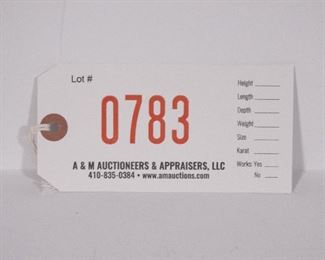 Lot #
0783
A & M AUCTIONEERS & APPRAISERS, LLC
410-835-0384 • www.amauctions.com
Height
Length
Depth
Weight
Size
Karat
Works: Yes
No